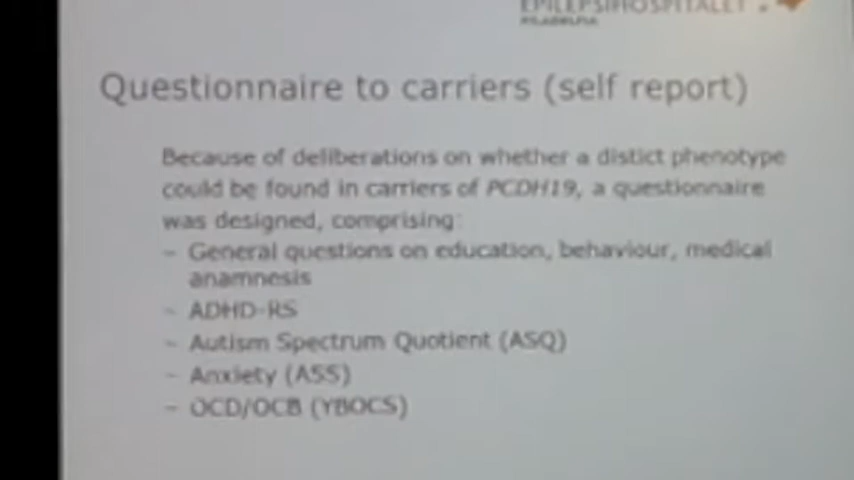 EPILEPSIHOSPITALET
PILADELFIA
Questionnaire to carriers (self report)
Because of deliberations on whether a distict phenotype
could be found in carriers of PCDH19, a questionnaire
was designed, comprising:
– General questions on education, behaviour, medical
anamnesis
– ADHD-RS
– Autism Spectrum Quotient (ASQ)
– Anxiety (ASS)
– OCD/OCB (YBOCS)